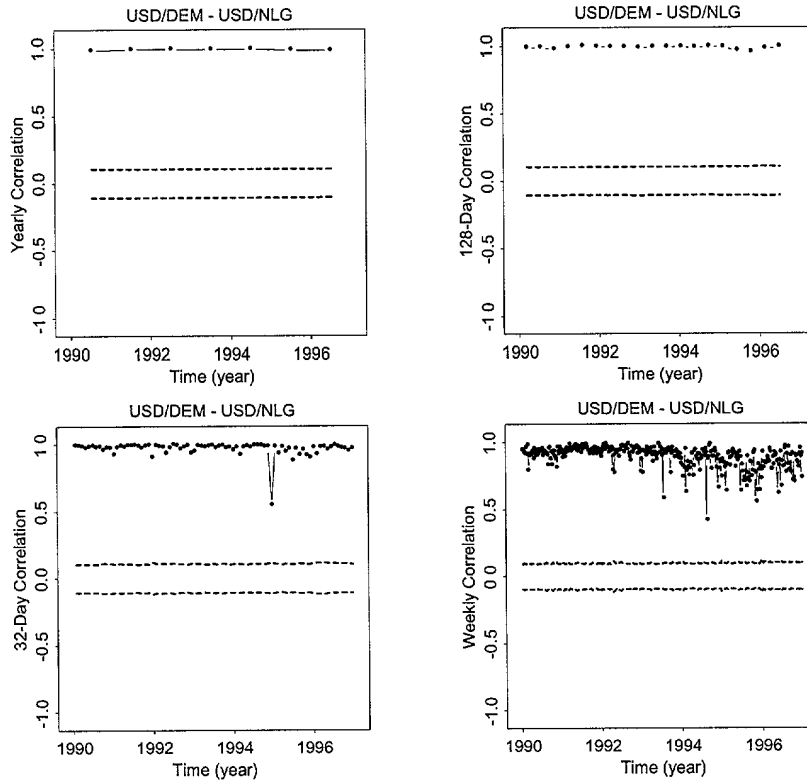 USD/DEM - USD/NLG
Yearly Correlation
1.0
0.5
0.0
-0.5
-1 0
1990 1992 1994 1996
Time (year)
USD/DEM - USD/NLG
128-Day Correlation
1.0
0.5
0.0
-0.5
-1 0
1990 1992 1994 1996
Time (year)
USD/DEM - USD/NLG
32-Day Correlation
1.0
0.5
0.0
-0.5
-1 0
1990 1992 1994 1996
Time (year)
USD/DEM - USD/NLG
Weekly Correlation
1.0
0.5
0.0
-0.5
-1 0
1990 1992 1994 1996
Time (year)